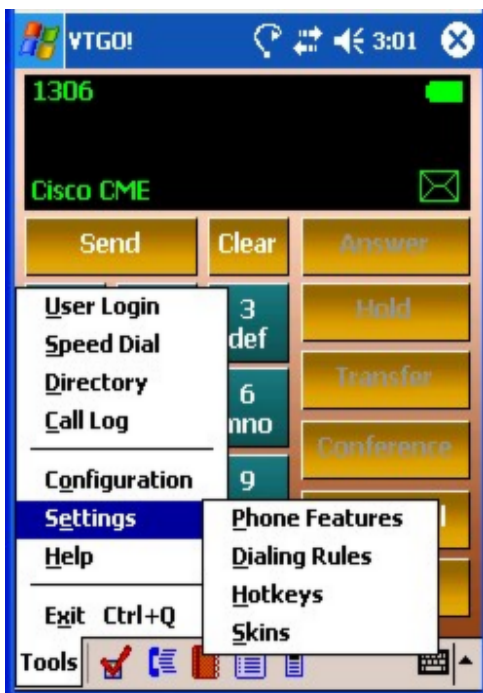 VTGO! 3:01
1306
Cisco CME
Send Clear Answer
User Login
Speed Dial
Directory
Call Log
Configuration
Settings
Help
Exit Ctrl+Q
3
def
6
mno
9
Hold
Transfer
Conference
Phone Features
Dialing Rules
Hotkeys
Skins
Tools